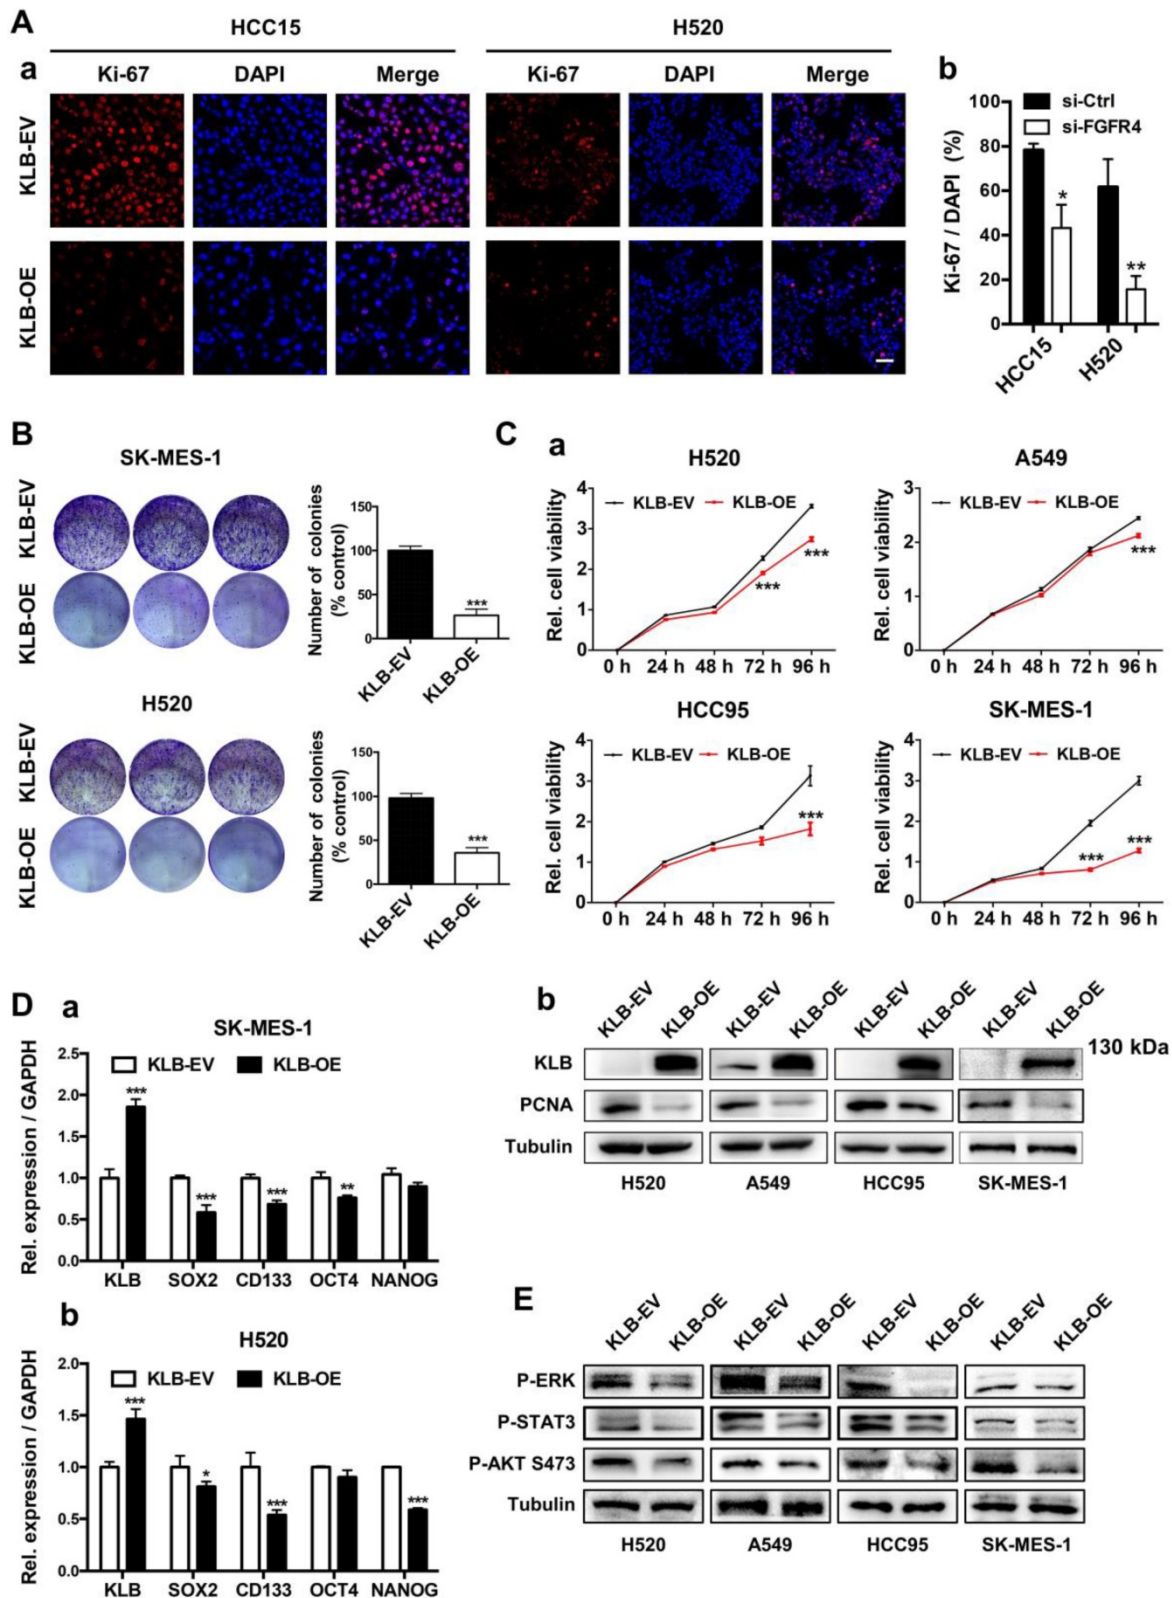 A
HCC15
H520
a
Ki-67
DAPI
Merge
Ki-67
DAPI
Merge
KLB-EV
KLB-OE
b
100
80
60
40
20
0
Ki-67 / DAPI (%)
si-Ctrl
si-FGFR4
*
**
HCC15
H520
B
SK-MES-1
KLB-EV
KLB-OE
Number of colonies
(% control)
150
100
50
0
***
KLB-EV
KLB-OE
H520
KLB-EV
KLB-OE
Number of colonies
(% control)
150
100
50
0
***
KLB-EV
KLB-OE
C
a
H520
Rel. cell viability
4
3
2
1
0
KLB-EV
KLB-OE
***
***
0 h
24 h
48 h
72 h
96 h
A549
Rel. cell viability
3
2
1
0
KLB-EV
KLB-OE
***
0 h
24 h
48 h
72 h
96 h
HCC95
Rel. cell viability
4
3
2
1
0
KLB-EV
KLB-OE
***
0 h
24 h
48 h
72 h
96 h
SK-MES-1
Rel. cell viability
4
3
2
1
0
KLB-EV
KLB-OE
***
***
0 h
24 h
48 h
72 h
96 h
D
a
SK-MES-1
Rel. expression / GAPDH
2.5
2.0
1.5
1.0
0.5
0.0
KLB-EV
KLB-OE
***
***
***
**
KLB
SOX2
CD133
OCT4
NANOG
b
H520
Rel. expression / GAPDH
2.0
1.5
1.0
0.5
0.0
KLB-EV
KLB-OE
***
*
***
***
KLB
SOX2
CD133
OCT4
NANOG
b
KLB-EV
KLB-OE
KLB-EV
KLB-OE
KLB-EV
KLB-OE
KLB-EV
KLB-OE
130 kDa
KLB
PCNA
Tubulin
H520
A549
HCC95
SK-MES-1
E
KLB-EV
KLB-OE
KLB-EV
KLB-OE
KLB-EV
KLB-OE
KLB-EV
KLB-OE
P-ERK
P-STAT3
P-AKT S473
Tubulin
H520
A549
HCC95
SK-MES-1